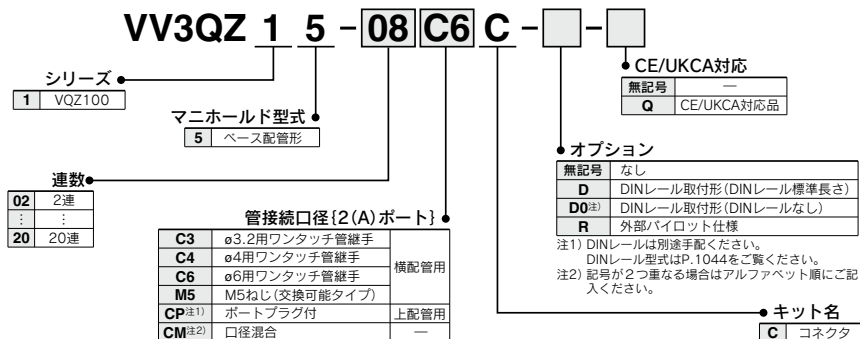 VV3QZ 1 5 - 08 C6 C - □ - □
シリーズ
1 VQZ100
マニホールド型式
5 ベース配管形
連数
02 2連
⋮ ⋮
20 20連
管接続口径{2(A)ポート}
C3 ø3.2用ワンタッチ管継手 横配管用
C4 ø4用ワンタッチ管継手
C6 ø6用ワンタッチ管継手
M5 M5ねじ(交換可能タイプ)
CP注1) ポートプラグ付 上配管用
CM注2) 口径混合 —
CE/UKCA対応
無記号 —
Q CE/UKCA対応品
オプション
無記号 なし
D DINレール取付形(DINレール標準長さ)
D0注) DINレール取付形(DINレールなし)
R 外部パイロット仕様
注1) DINレールは別途手配ください。
DINレール型式はP.1044をご覧ください。
注2) 記号が2つ重なる場合はアルファベット順にご記
入ください。
キット名
C コネクタ